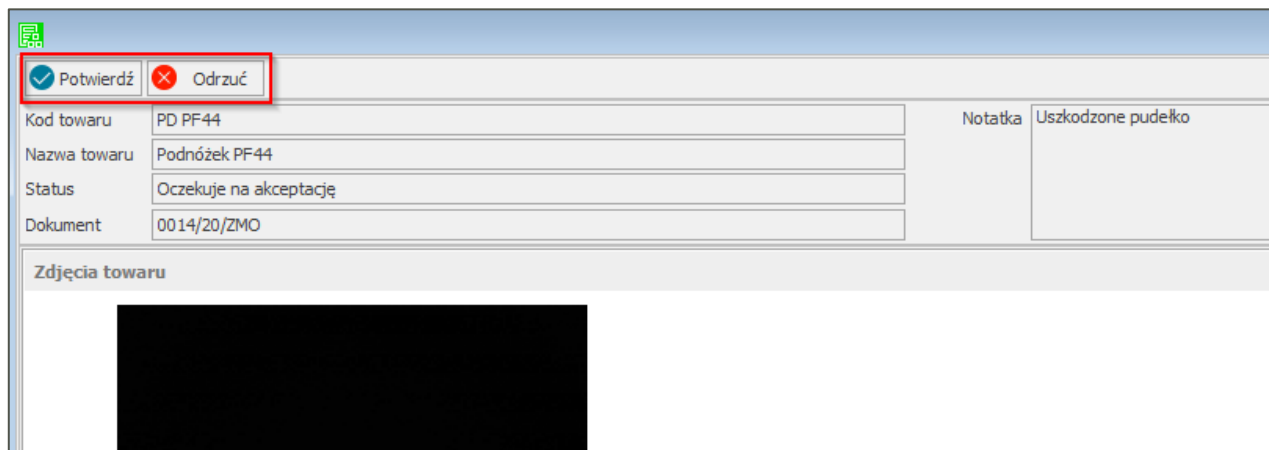 Potwierdź Odrzuć
Kod towaru PD PF44 Notatka Uszkodzone pudełko
Nazwa towaru Podnóżek PF44
Status Oczekuje na akceptację
Dokument 0014/20/ZMO
Zdjęcia towaru